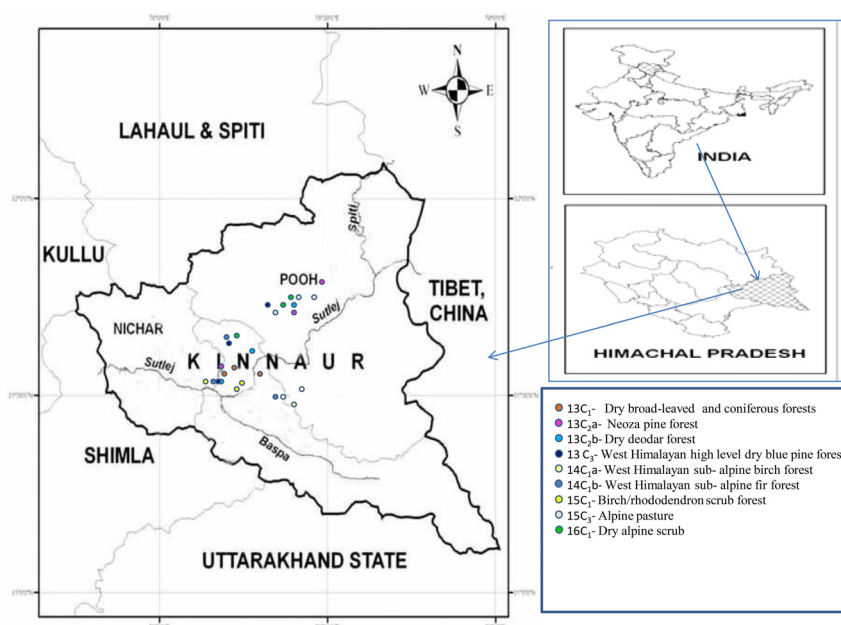 N
W E
S
LAHAUL & SPITI
KULLU
Spiti
POOH
TIBET,
CHINA
Sutlej
NICHAR
KINNAUR
Sutlej
SHIMLA
Baspa
UTTARAKHAND STATE
INDIA
HIMACHAL PRADESH
13C₁- Dry broad-leaved and coniferous forests
13C₂a- Neoza pine forest
13C₂b- Dry deodar forest
13 C₃- West Himalayan high level dry blue pine fores
14C₁a- West Himalayan sub- alpine birch forest
14C₁b- West Himalayan sub- alpine fir forest
15C₁- Birch/rhododendron scrub forest
15C₃- Alpine pasture
16C₁- Dry alpine scrub